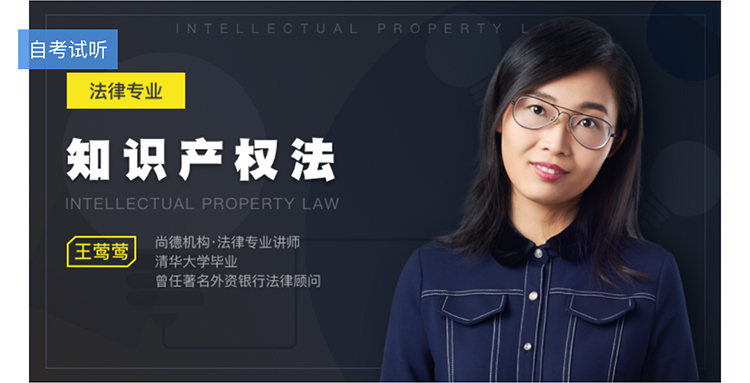 INTELLECTUAL PROPERTY L
自考试听
法律专业
知识产权法
INTELLECTUAL PROPERTY LAW
王莺莺
尚德机构·法律专业讲师
清华大学毕业
曾任著名外资银行法律顾问